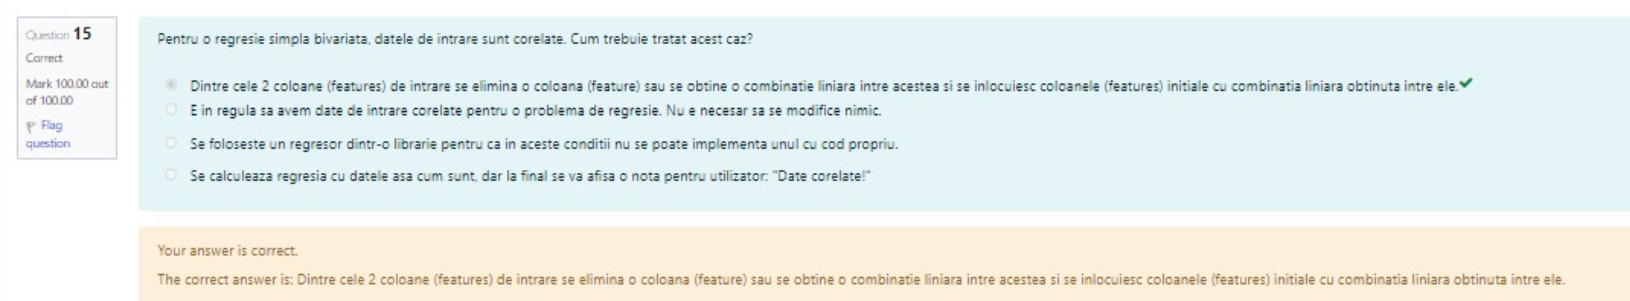 Question 15
Correct
Mark 100.00 out
of 100.00
Flag
question
Pentru o regresie simpla bivariata, datele de intrare sunt corelate. Cum trebuie tratat acest caz?
Dintre cele 2 coloane (features) de intrare se elimina o coloana (feature) sau se obtine o combinatie liniara intre acestea si se inlocuiesc coloanele (features) initiale cu combinatia liniara obtinuta intre ele.
E in regula sa avem date de intrare corelate pentru o problema de regresie. Nu e necesar sa se modifice nimic.
Se foloseste un regresor dintr-o librarie pentru ca in aceste conditii nu se poate implementa unul cu cod propriu.
Se calculeaza regresia cu datele asa cum sunt, dar la final se va afisa o nota pentru utilizator: "Date corelate!"
Your answer is correct.
The correct answer is: Dintre cele 2 coloane (features) de intrare se elimina o coloana (feature) sau se obtine o combinatie liniara intre acestea si se inlocuiesc coloanele (features) initiale cu combinatia liniara obtinuta intre ele.